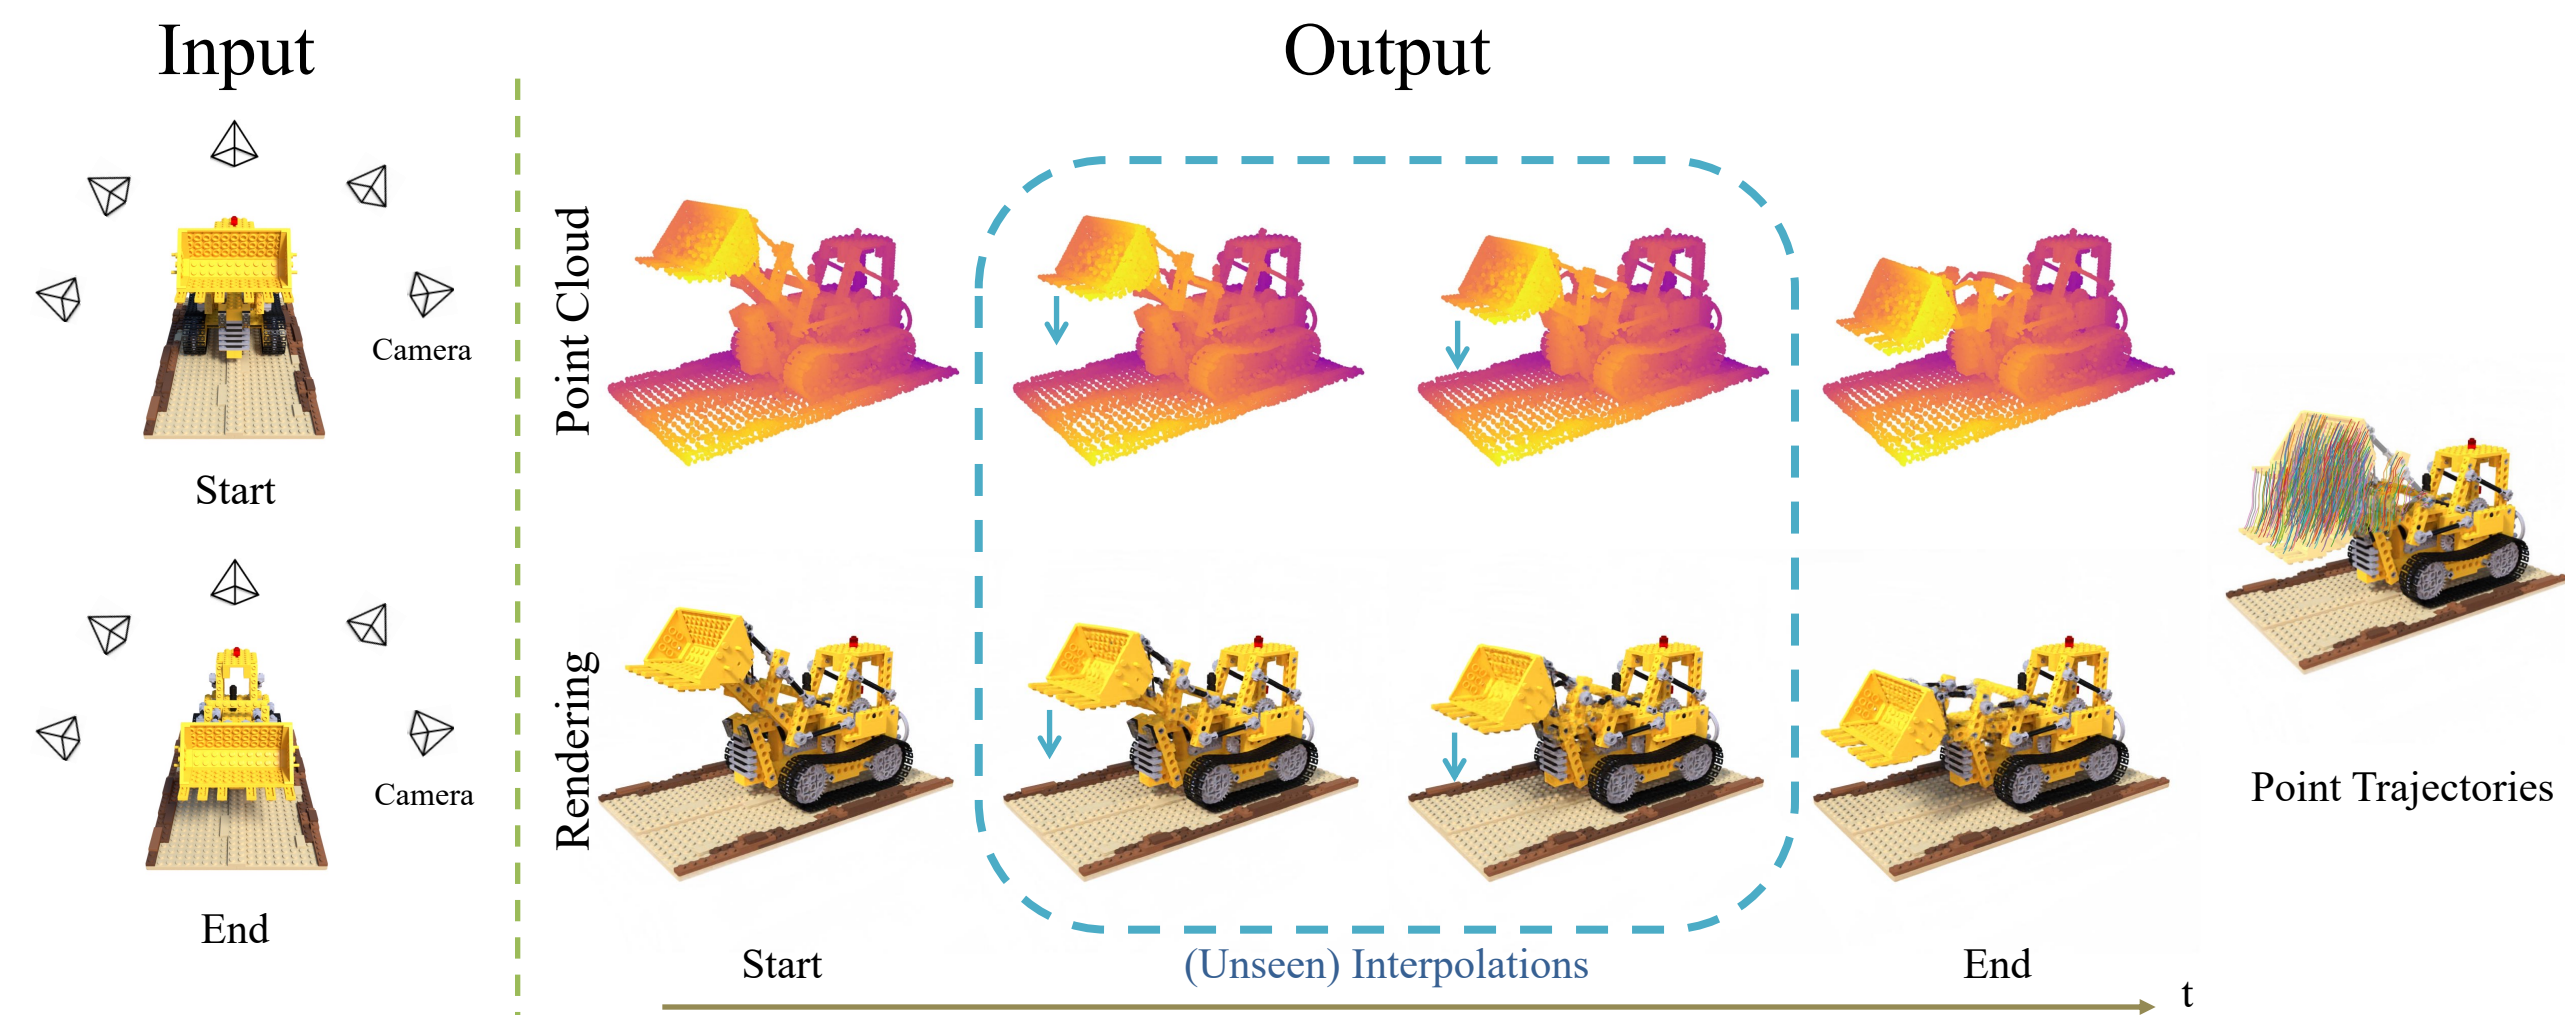 Input
Output
Camera
Start
Camera
End
Point Cloud
Rendering
Start
(Unseen) Interpolations
End
t
Point Trajectories